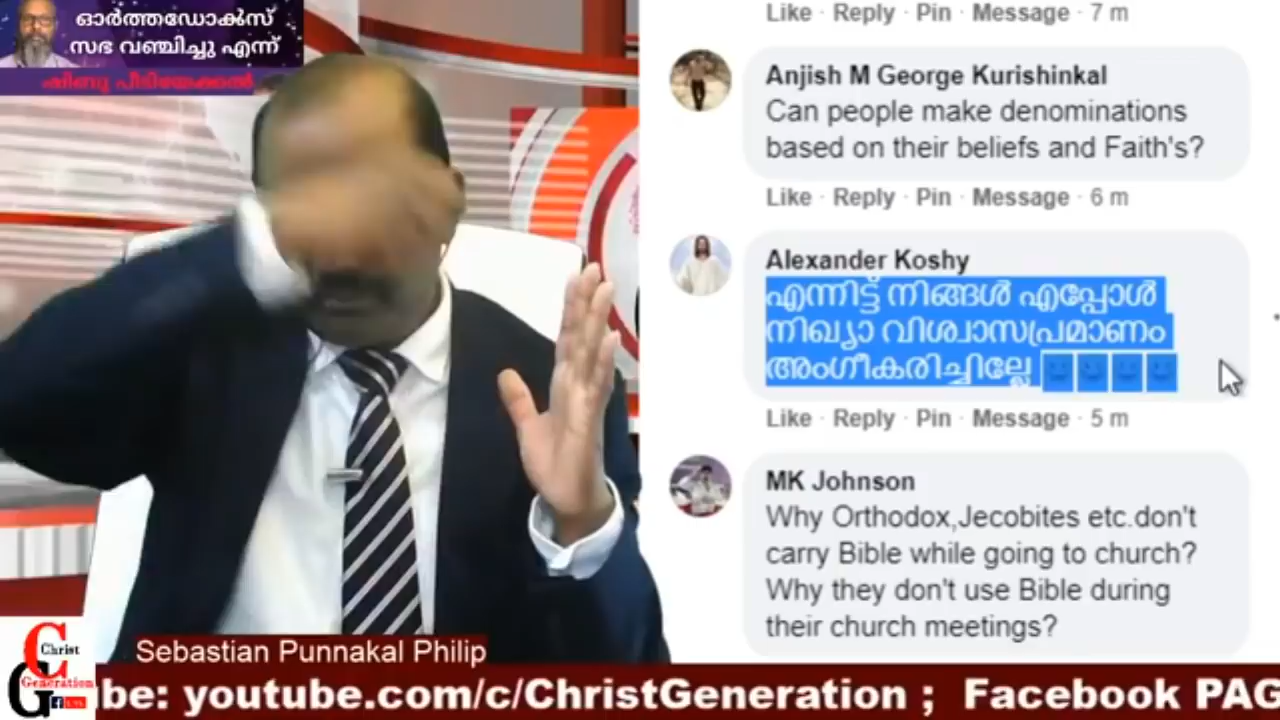 ഓർത്തഡോക്സ്
സഭ വഞ്ചിച്ചു എന്ന്
ഷിബു പീടിയേക്കൽ
Like · Reply · Pin · Message · 7 m
Anjish M George Kurishinkal
Can people make denominations
based on their beliefs and Faith's?
Like · Reply · Pin · Message · 6 m
Alexander Koshy
എന്നിട്ട് നിങ്ങൾ എപ്പോൾ
നിഖ്യാ വിശ്വാസപ്രമാണം
അംഗീകരിച്ചില്ലേ
Like · Reply · Pin · Message · 5 m
MK Johnson
Why Orthodox,Jecobites etc.don't
carry Bible while going to church?
Why they don't use Bible during
their church meetings?
Sebastian Punnakal Philip
Christ
Generation
be: youtube.com/c/ChristGeneration ; Facebook PAG